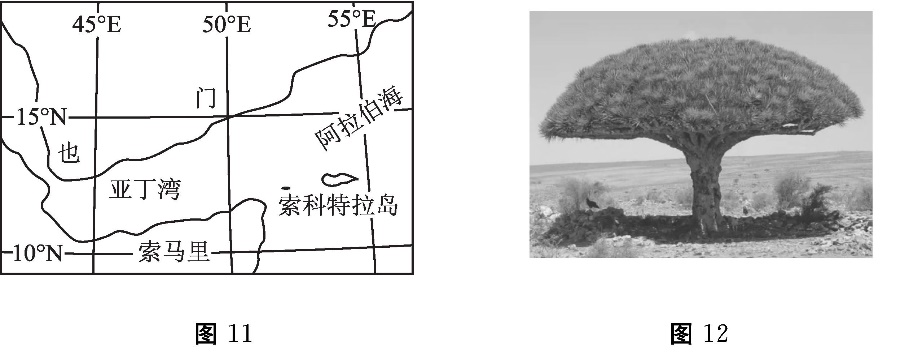 45°E 50°E 55°E
门
15°N
阿拉伯海
也
亚丁湾
索科特拉岛
10°N
索马里
图 11
图 12